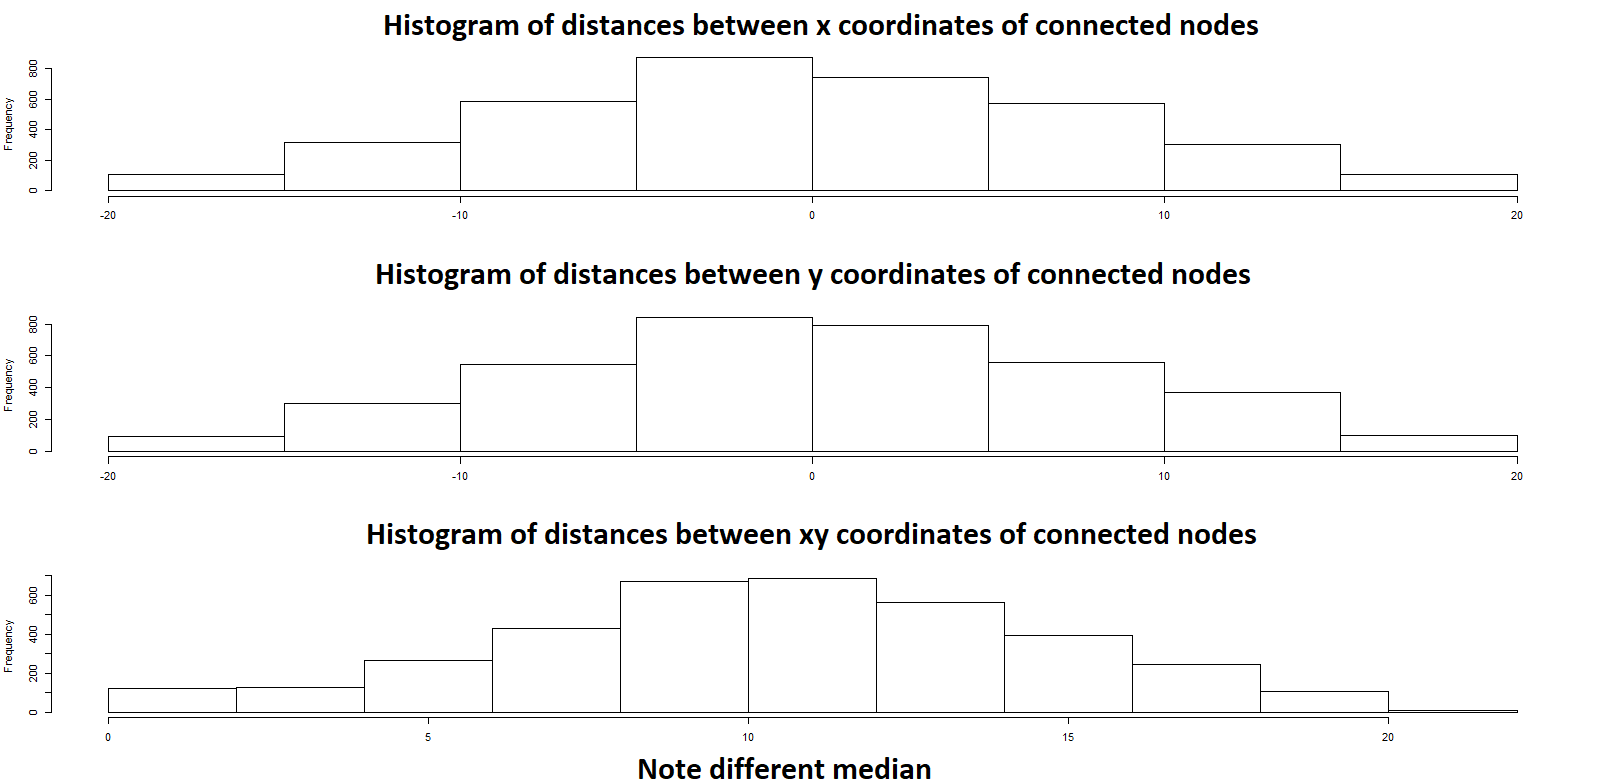 Histogram of distances between x coordinates of connected nodes
Frequency
800
600
400
200
0
-20 -10 0 10 20
Histogram of distances between y coordinates of connected nodes
Frequency
800
600
400
200
0
-20 -10 0 10 20
Histogram of distances between xy coordinates of connected nodes
Frequency
600
400
200
0
0 5 10 15 20
Note different median